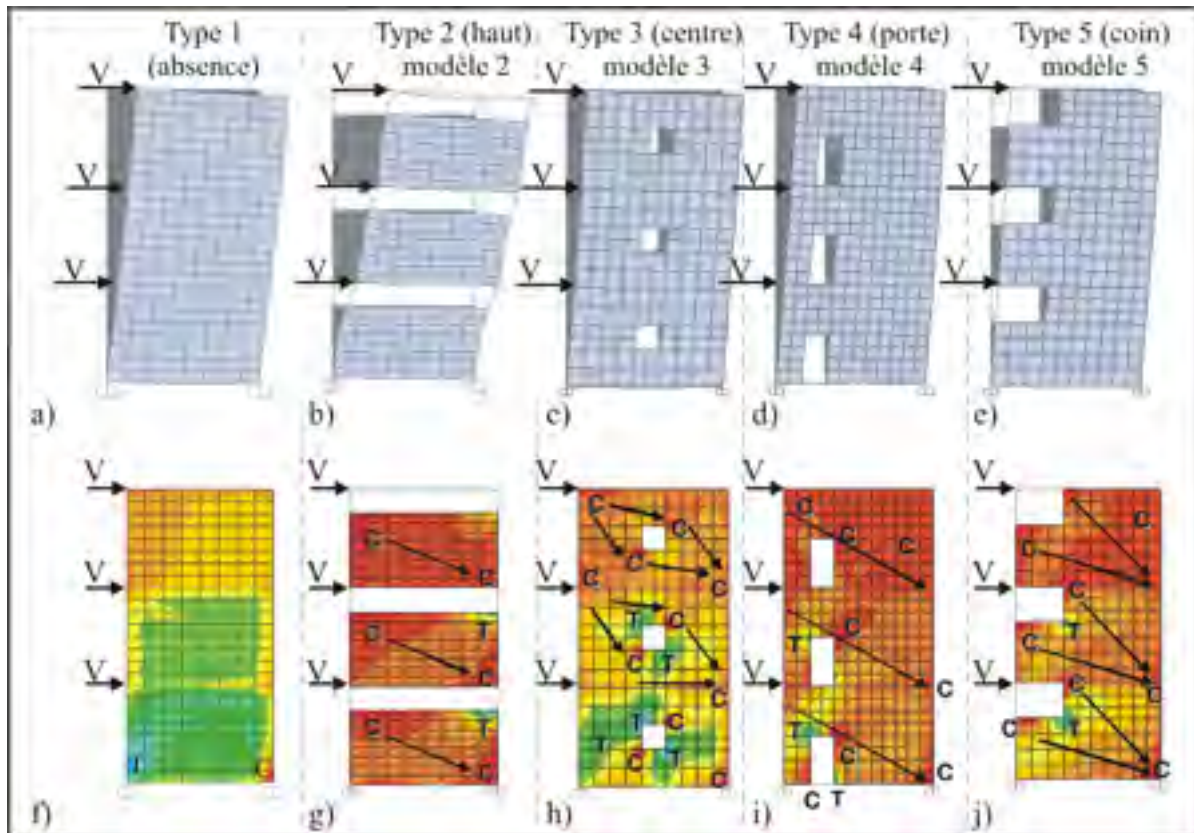 Type 1 Type 2 (haut) Type 3 (centre) Type 4 (porte) Type 5 (coin)
(absence) modèle 2 modèle 3 modèle 4 modèle 5
V V V V V
V V V V V
V V V V V
a) b) c) d) e)
V V V V V
C C C C C C
C C C C C C
V V V V V
T C T T C T
C C T C C C C C
V V V V V
T T C T C C
T C T C T C C T C
T C C C C C C C
C T
f) g) h) i) j)